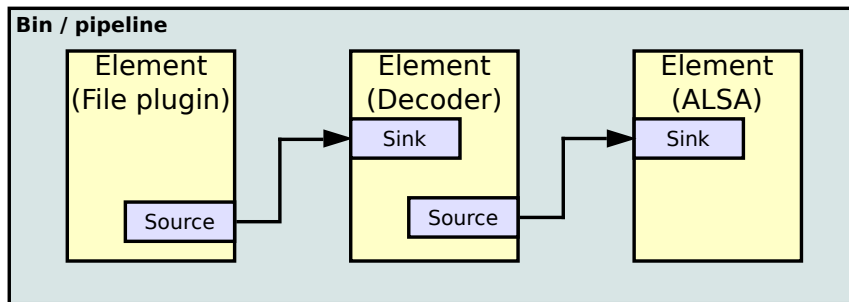 Bin / pipeline
Element
(File plugin)
Source
Element
(Decoder)
Sink
Source
Element
(ALSA)
Sink